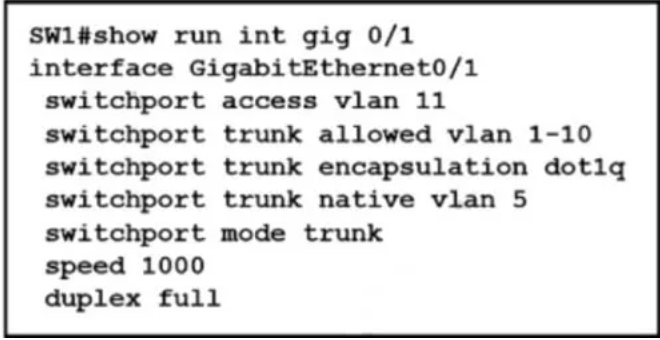 SW1#show run int gig 0/1
interface GigabitEthernet0/1
switchport access vlan 11
switchport trunk allowed vlan 1-10
switchport trunk encapsulation dot1q
switchport trunk native vlan 5
switchport mode trunk
speed 1000
duplex full